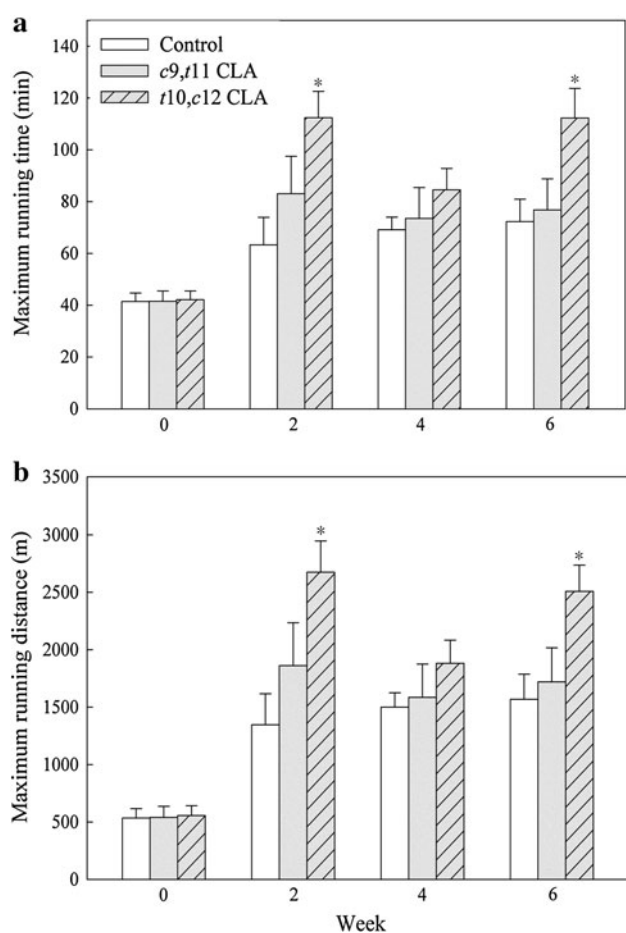 a
Maximum running time (min)
140
120
100
80
60
40
20
0
Control
c9,t11 CLA
t10,c12 CLA
*
*
0 2 4 6
b
Maximum running distance (m)
3500
3000
2500
2000
1500
1000
500
0
*
*
0 2 4 6
Week